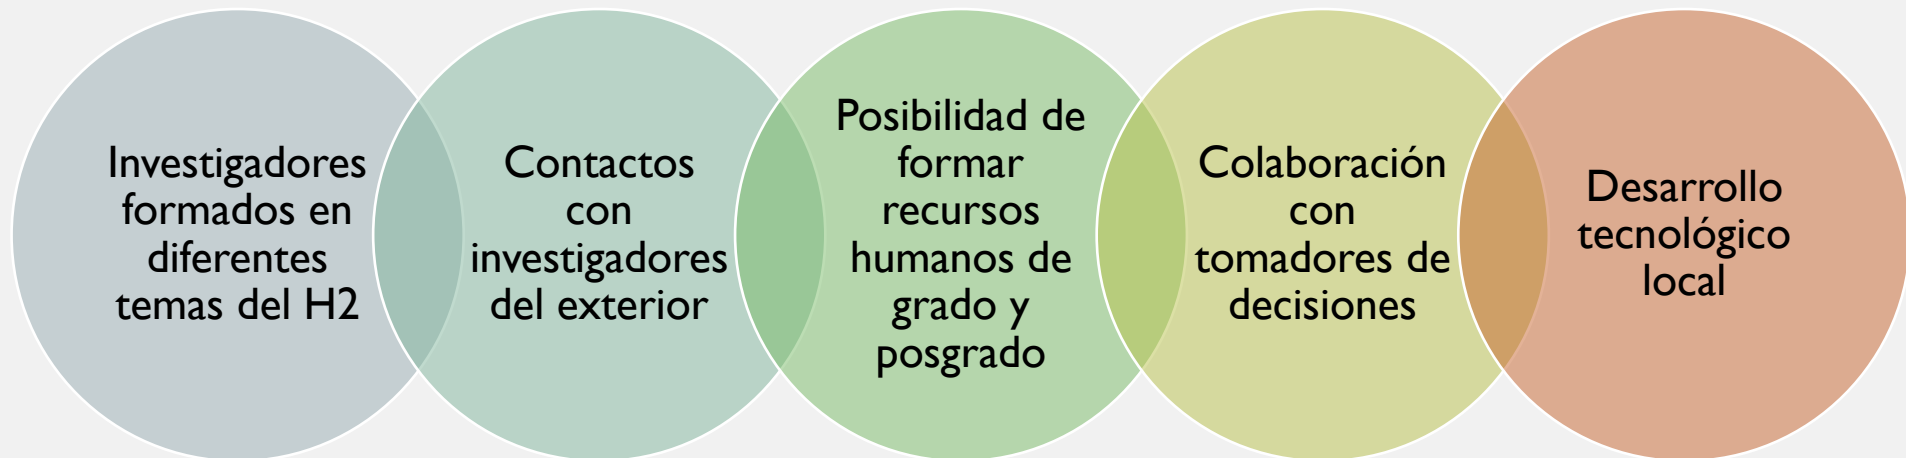 Investigadores
formados en
diferentes
temas del H2
Contactos
con
investigadores
del exterior
Posibilidad de
formar
recursos
humanos de
grado y
posgrado
Colaboración
con
tomadores de
decisiones
Desarrollo
tecnológico
local